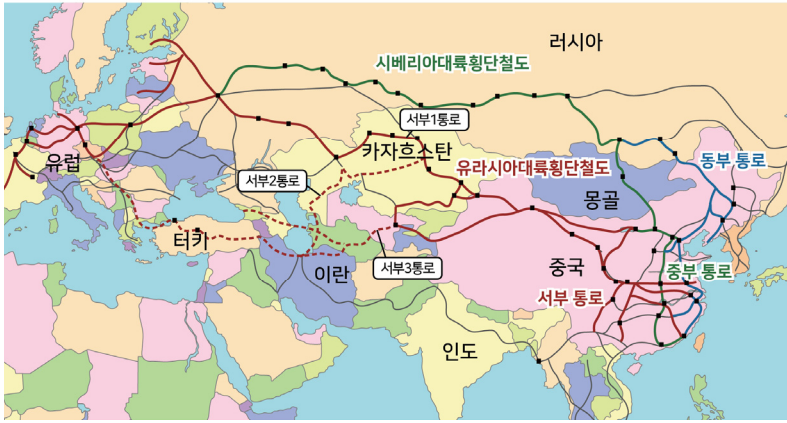 러시아
시베리아대륙횡단철도
서부1통로
카자흐스탄
유럽
유라시아대륙횡단철도
동부 통로
서부2통로
몽골
터카
이란
서부3통로
중국
중부 통로
서부 통로
인도